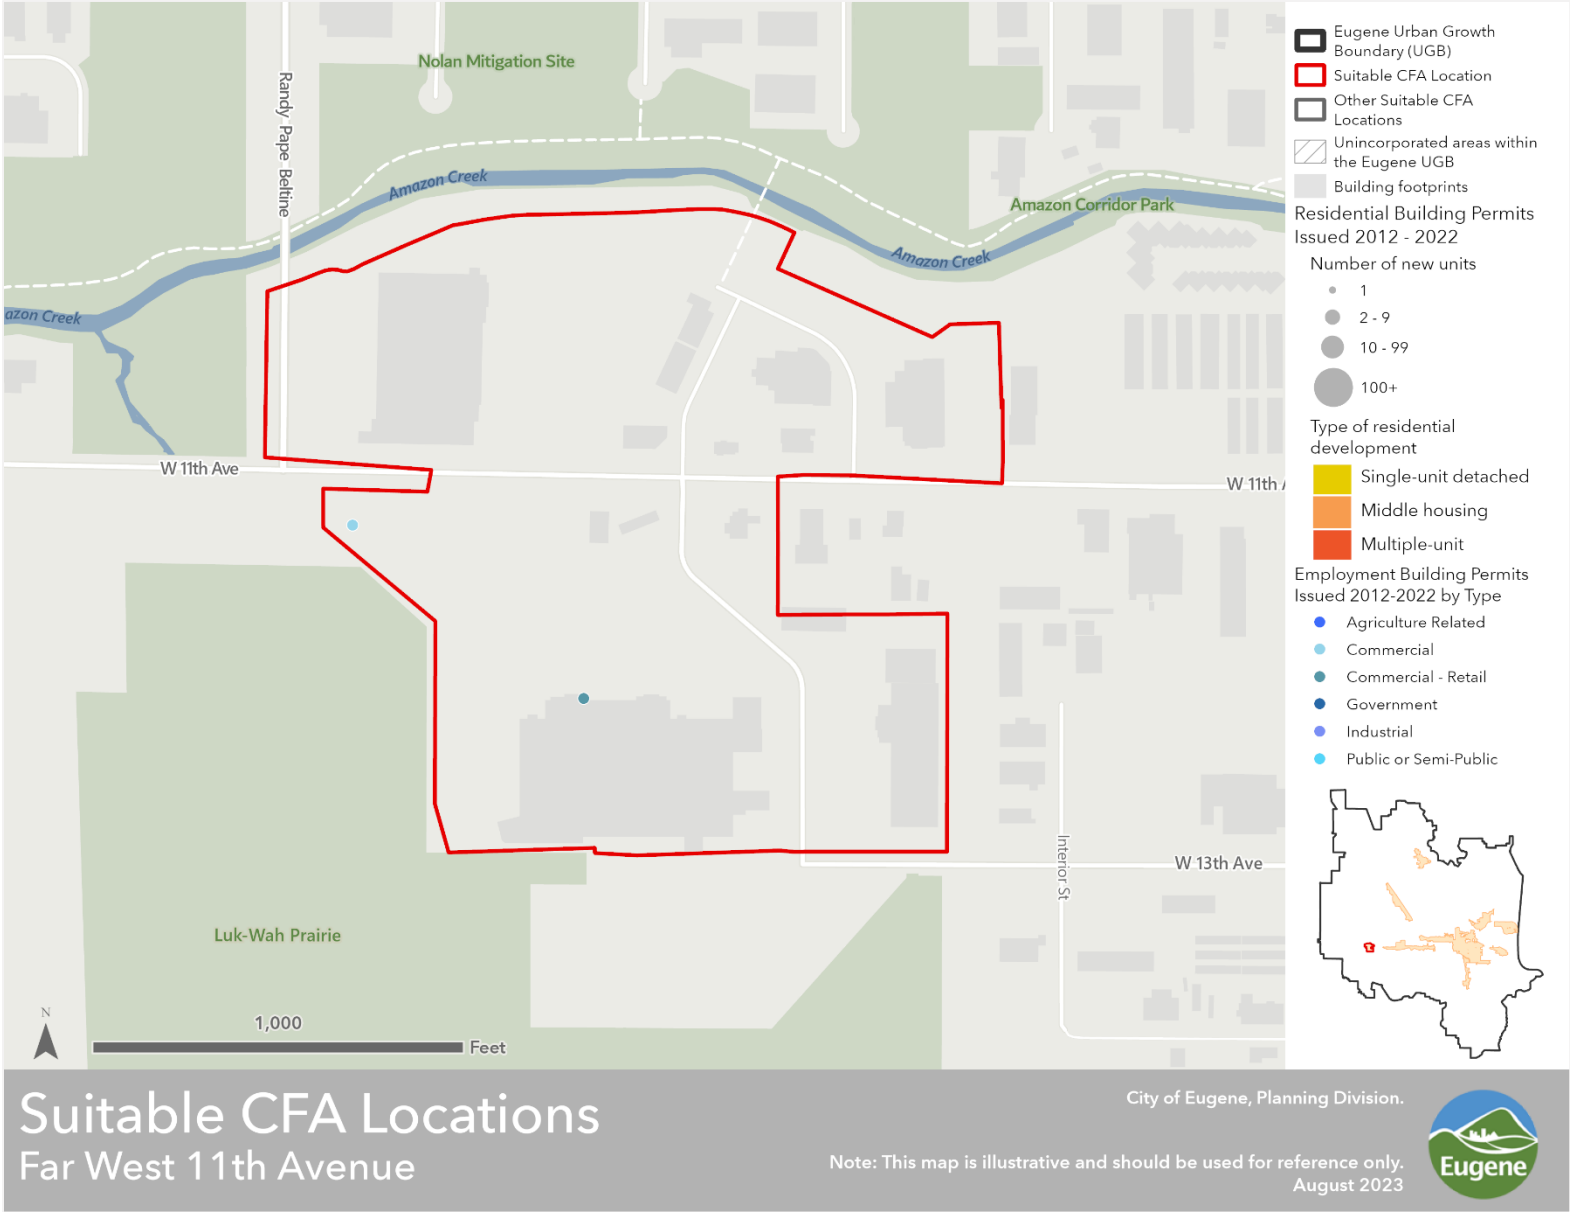 Nolan Mitigation Site
Randy Pape Beltine
Amazon Creek
Amazon Corridor Park
Amazon Creek
azon Creek
W 11th Ave
W 11th A
Interior St
W 13th Ave
Luk-Wah Prairie
N
1,000
Feet
Eugene Urban Growth
Boundary (UGB)
Suitable CFA Location
Other Suitable CFA
Locations
Unincorporated areas within
the Eugene UGB
Building footprints
Residential Building Permits
Issued 2012 - 2022
Number of new units
1
2 - 9
10 - 99
100+
Type of residential
development
Single-unit detached
Middle housing
Multiple-unit
Employment Building Permits
Issued 2012-2022 by Type
Agriculture Related
Commercial
Commercial - Retail
Government
Industrial
Public or Semi-Public
Suitable CFA Locations
Far West 11th Avenue
City of Eugene, Planning Division.
Note: This map is illustrative and should be used for reference only.
August 2023
Eugene